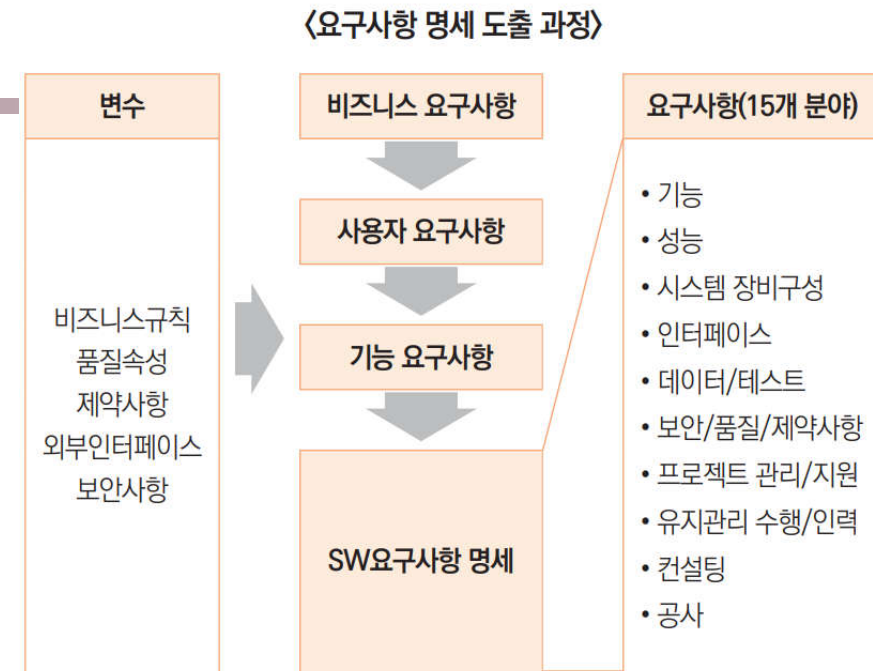 〈요구사항 명세 도출 과정〉
변수
비즈니스규칙
품질속성
제약사항
외부인터페이스
보안사항
비즈니스 요구사항
사용자 요구사항
기능 요구사항
SW요구사항 명세
요구사항(15개 분야)
• 기능
• 성능
• 시스템 장비구성
• 인터페이스
• 데이터/테스트
• 보안/품질/제약사항
• 프로젝트 관리/지원
• 유지관리 수행/인력
• 컨설팅
• 공사